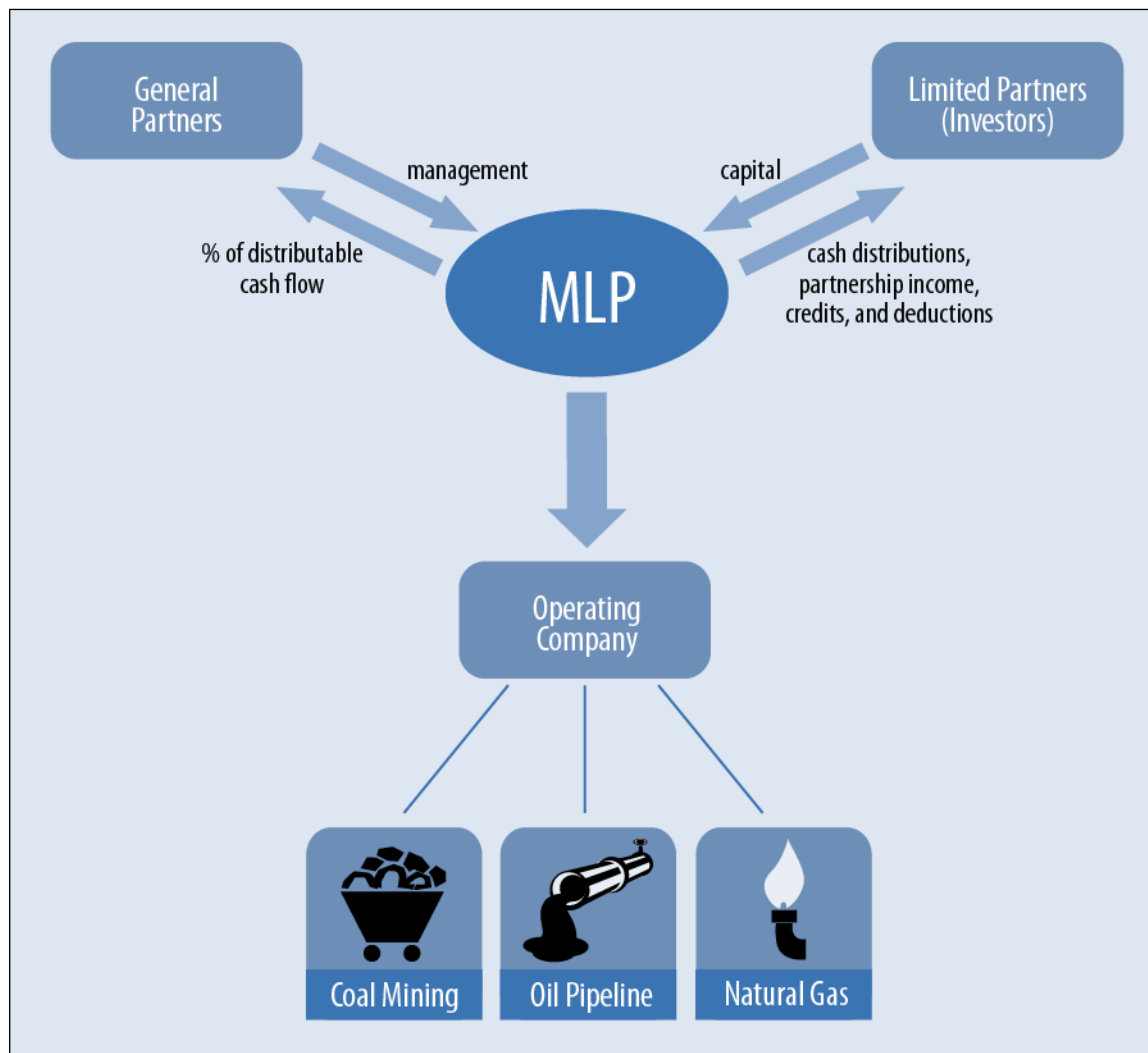 General
Partners
Limited Partners
(Investors)
management
capital
% of distributable
cash flow
cash distributions,
partnership income,
credits, and deductions
MLP
Operating
Company
Coal Mining
Oil Pipeline
Natural Gas